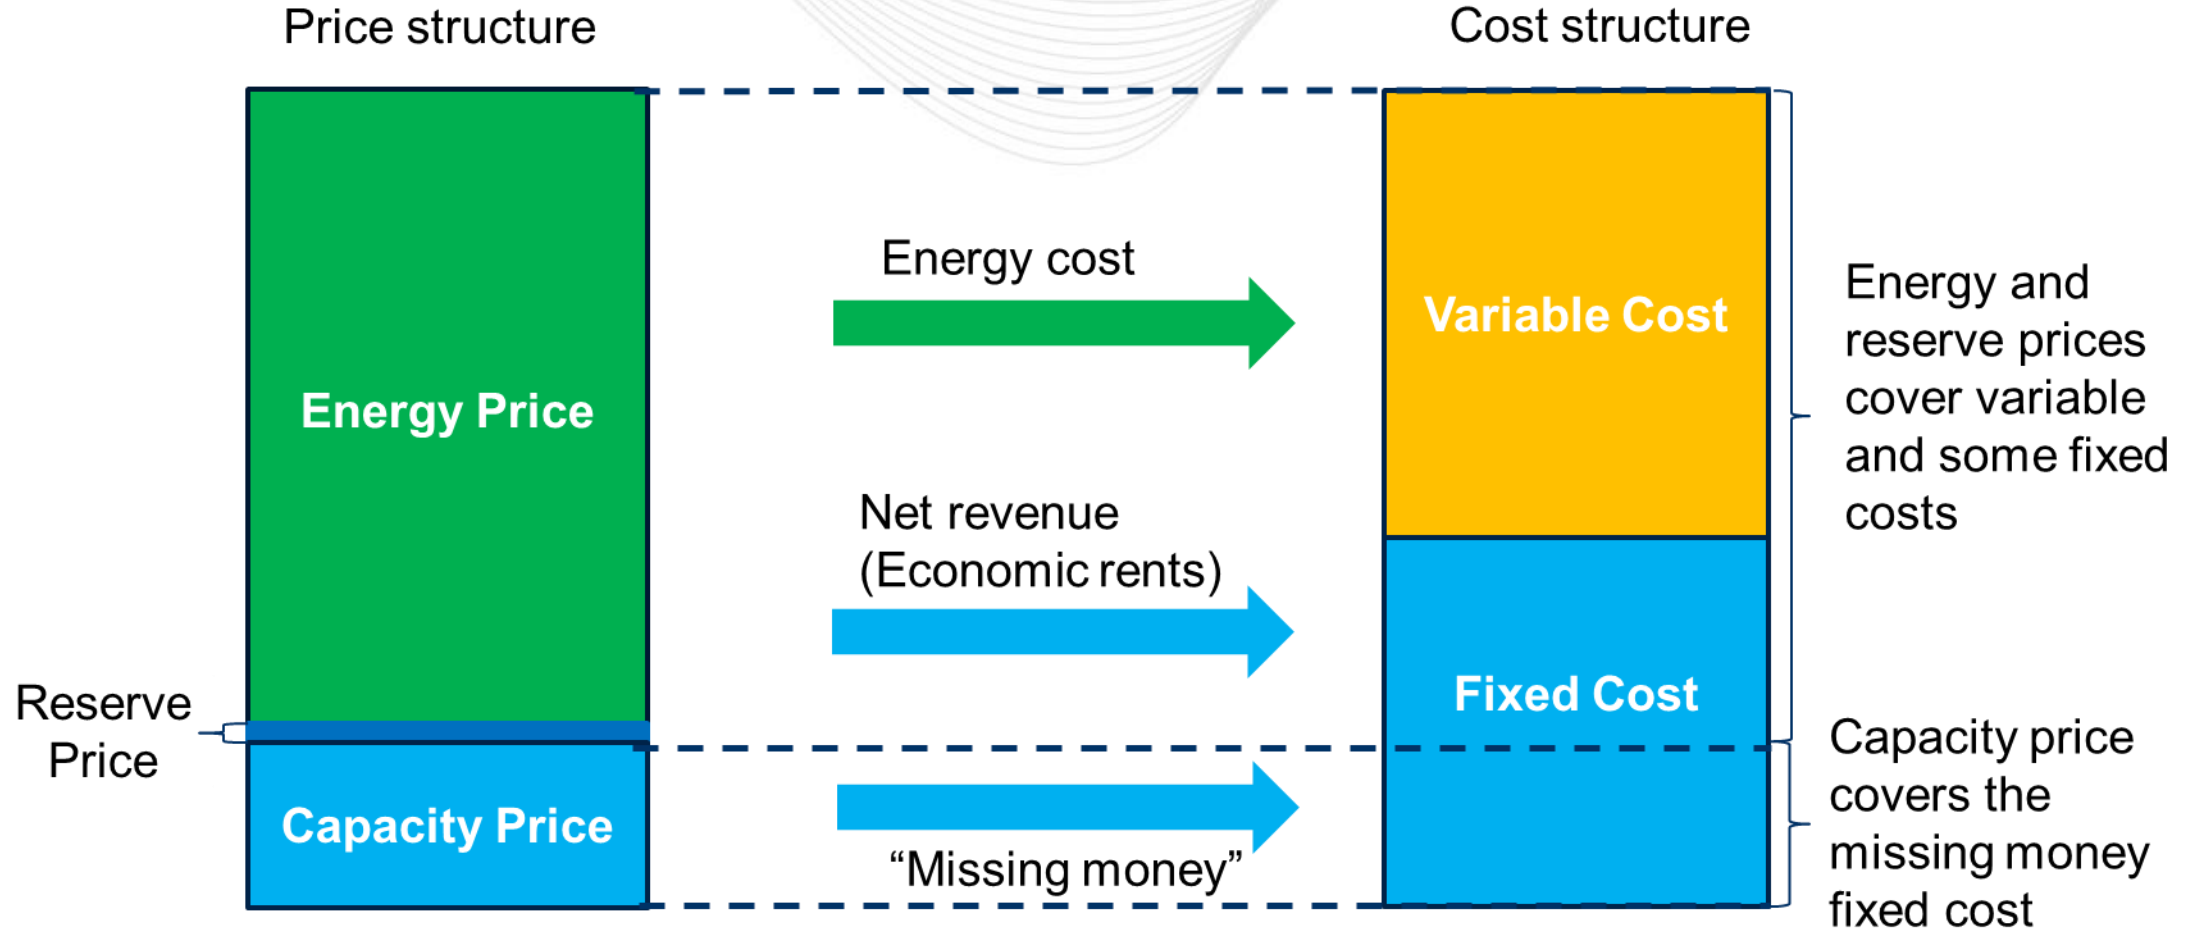 Price structure
Cost structure
Energy cost
Variable Cost
Energy and
reserve prices
cover variable
and some fixed
costs
Energy Price
Net revenue
(Economic rents)
Fixed Cost
Reserve
Price
Capacity Price
“Missing money”
Capacity price
covers the
missing money
fixed cost